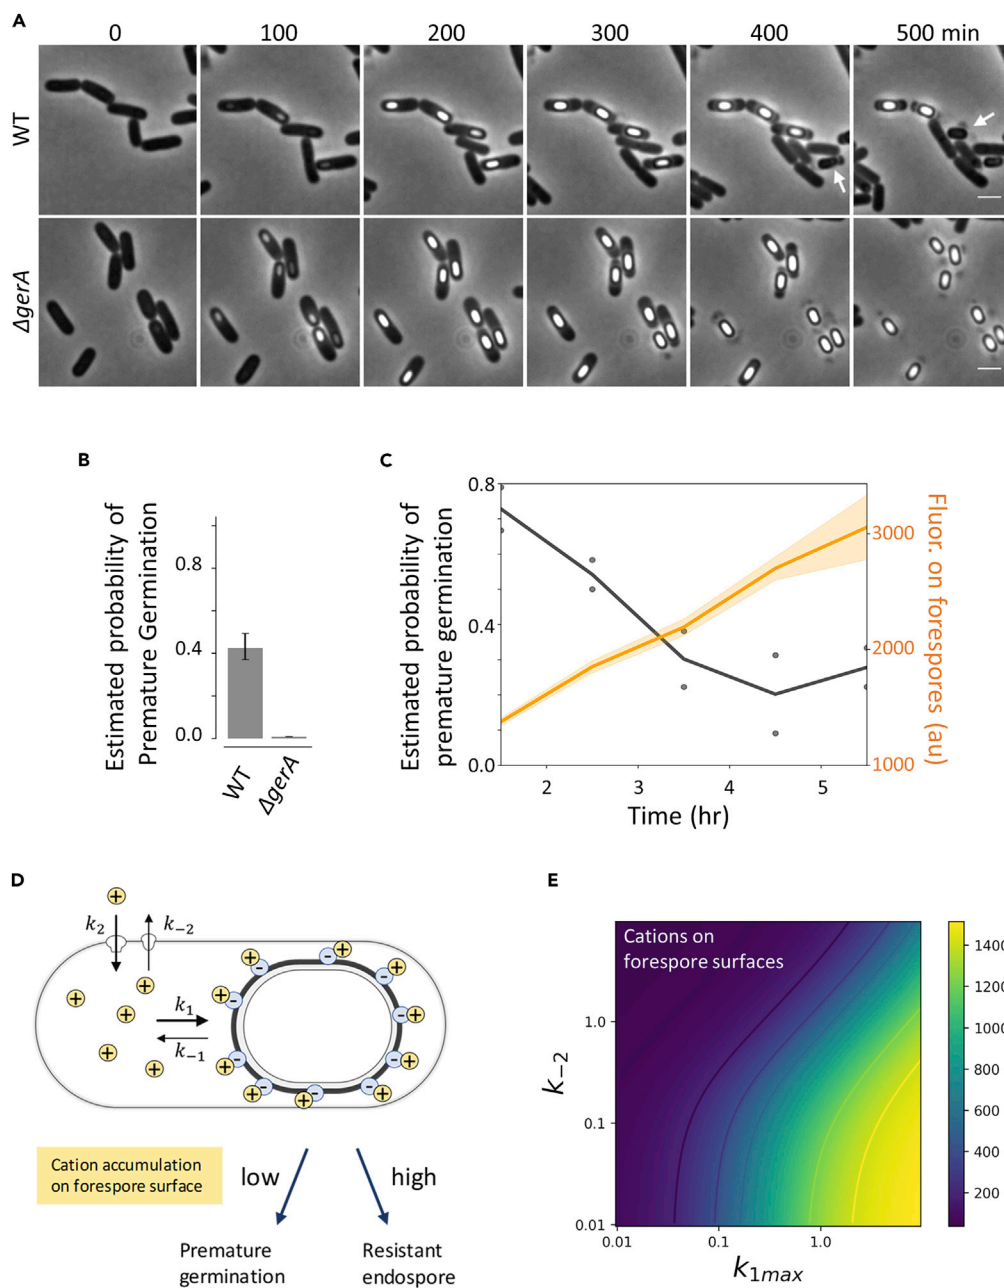 A
0 100 200 300 400 500 min
WT
ΔgerA
B
Estimated probability of
Premature Germination
0.8
0.4
0.0
WT
ΔgerA
C
Estimated probability of
premature germination
0.8
0.4
0.0
2 3 4 5
Time (hr)
3000
2000
1000
Fluor. on
forespores (au)
D
+
k₂ k₋₂
k₁
k₋₁
Cation accumulation
on forespore surface
low high
Premature
germination
Resistant
endospore
E
Cations on
forespore surfaces
k₋₂
1.0
0.1
0.01
0.01 0.1 1.0
k₁ₘₐₓ
1400
1200
1000
800
600
400
200